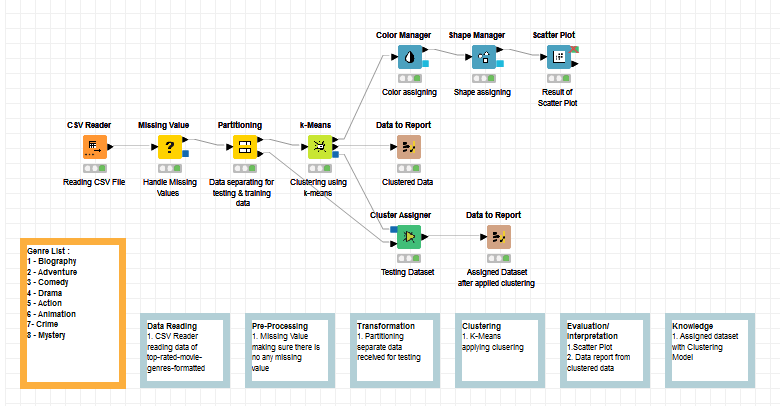 Color Manager
Shape Manager
Scatter Plot
Color assigning
Shape assigning
Result of
Scatter Plot
CSV Reader
Missing Value
Partitioning
k-Means
Data to Report
?
Reading CSV File
Handle Missing
Values
Data separating for
testing & training
data
Clustering using
k-means
Clustered Data
Cluster Assigner
Data to Report
Testing Dataset
Assigned Dataset
after applied clustering
Genre List :
1 - Biography
2 - Adventure
3 - Comedy
4 - Drama
5 - Action
6 - Animation
7- Crime
8 - Mystery
Data Reading
1. CSV Reader
reading data of
top-rated-movie-
genres-formatted
Pre-Processing
1. Missing Value
making sure there is
no any missing
value
Transformation
1. Partitioning
separate data
received for testing
Clustering
1. K-Means
applying clusering
Evaluation/
Interpretation
1.Scatter Plot
2. Data report from
clustered data
Knowledge
1. Assigned dataset
with Clustering
Model